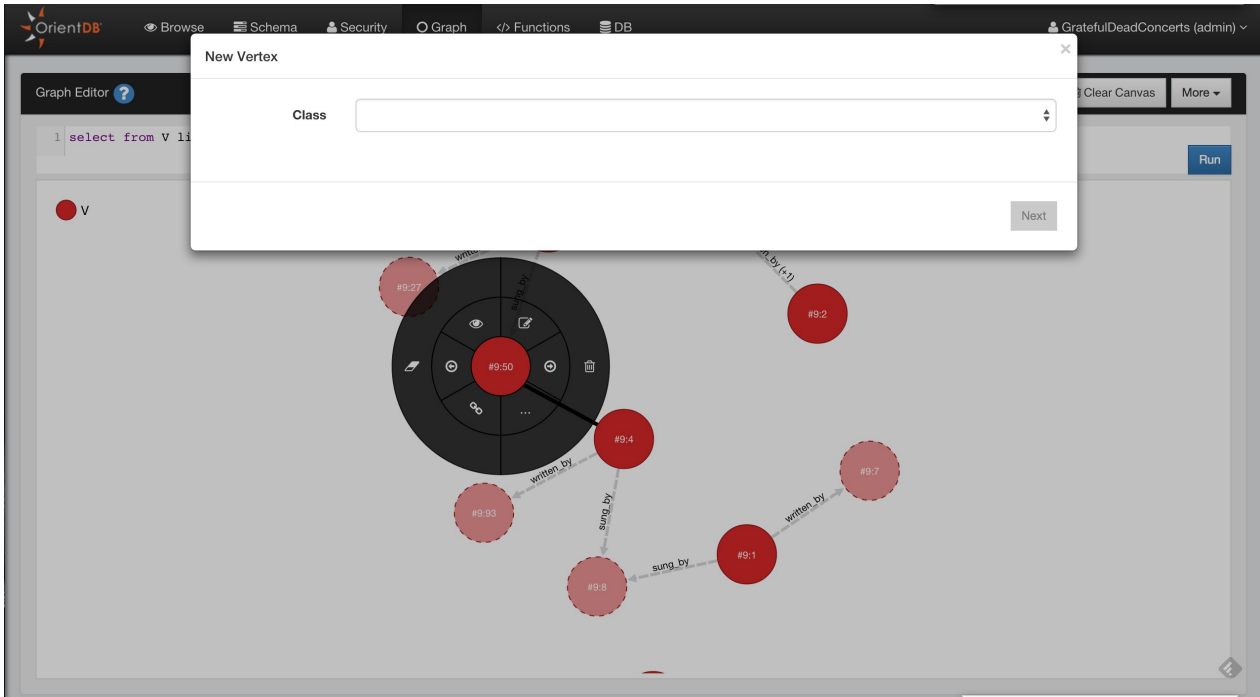 OrientDB Browse Schema Security Graph Functions DB GratefulDeadConcerts (admin)
New Vertex ×
Graph Editor ? Clear Canvas More
Class
1 select from V li
Run
V
Next
#9:27
sung_by
by (+1)
#9:2
#9:50
...
#9:4
written_by
#9:7
#9:93
sung_by
written_by
#9:1
sung_by
#9:8